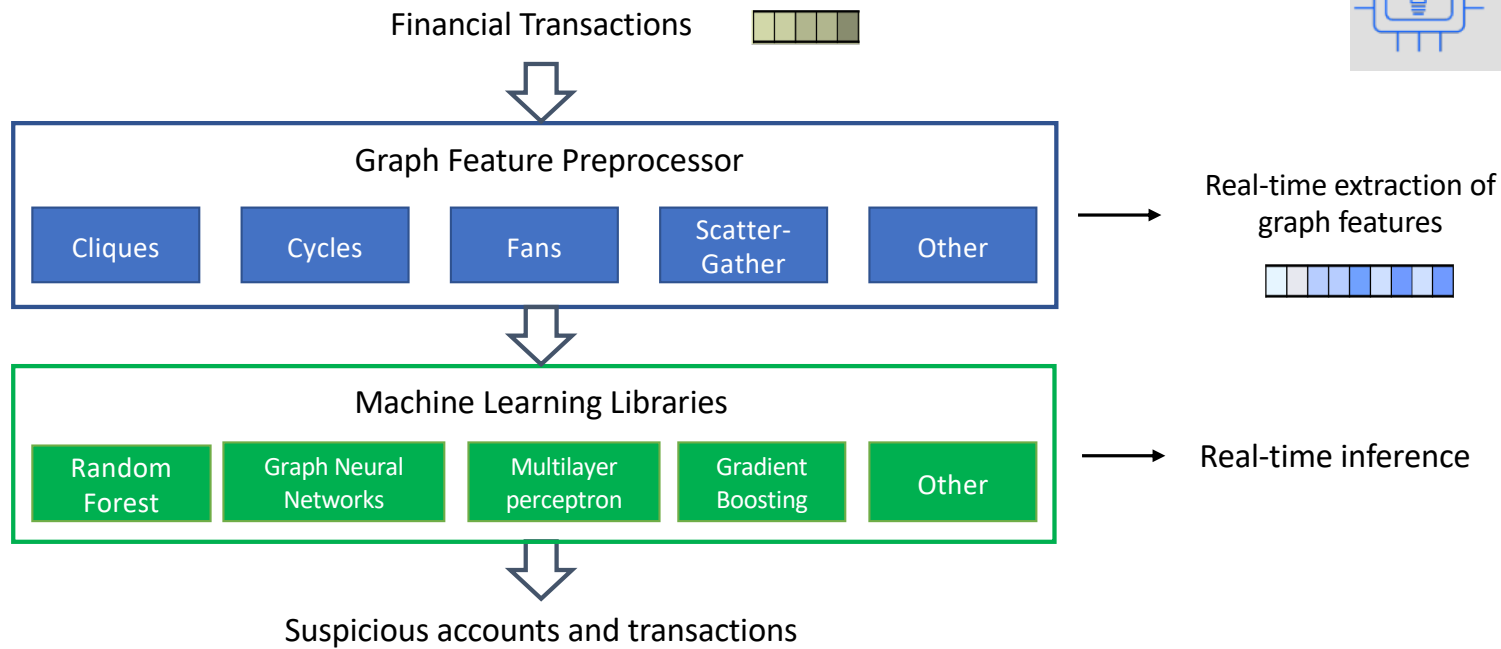 Financial Transactions
Graph Feature Preprocessor
Cliques
Cycles
Fans
Scatter-
Gather
Other
Real-time extraction of
graph features
Machine Learning Libraries
Random
Forest
Graph Neural
Networks
Multilayer
perceptron
Gradient
Boosting
Other
Real-time inference
Suspicious accounts and transactions